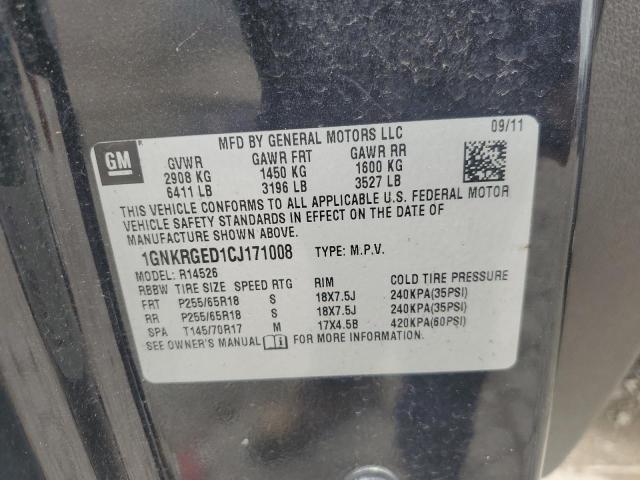 MFD BY GENERAL MOTORS LLC 09/11
GM
GVWR GAWR FRT GAWR RR
2908 KG 1450 KG 1600 KG
6411 LB 3196 LB 3527 LB
THIS VEHICLE CONFORMS TO ALL APPLICABLE U.S. FEDERAL MOTOR
VEHICLE SAFETY STANDARDS IN EFFECT ON THE DATE OF
MANUFACTURE SHOWN ABOVE.
1GNKRGED1CJ171008 TYPE: M.P.V.
MODEL: R14526
RBBW TIRE SIZE SPEED RTG RIM COLD TIRE PRESSURE
FRT P255/65R18 S 18X7.5J 240KPA(35PSI)
RR P255/65R18 S 18X7.5J 240KPA(35PSI)
SPA T145/70R17 M 17X4.5B 420KPA(60PSI)
SEE OWNER'S MANUAL FOR MORE INFORMATION.